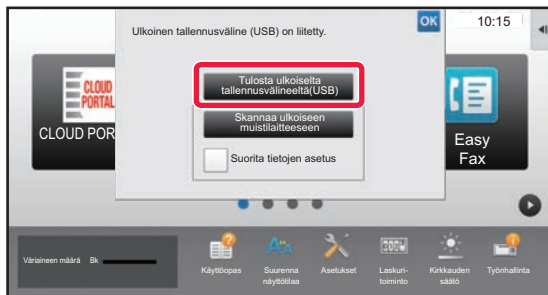 Ulkoinen tallennusväline (USB) on liitetty.
OK
10:15
Tulosta ulkoiselta
tallennusvälineeltä(USB)
Skannaa ulkoiseen
muistilaitteeseen
Suorita tietojen asetus
CLOUD
PORTAL
CLOUD POR
Easy
Fax
Väriaineen määrä Bk
Käyttöopas
Suurenna
näyttötilaa
Asetukset
Laskuri-
toiminto
Kirkkauden
säätö
Työnhallinta